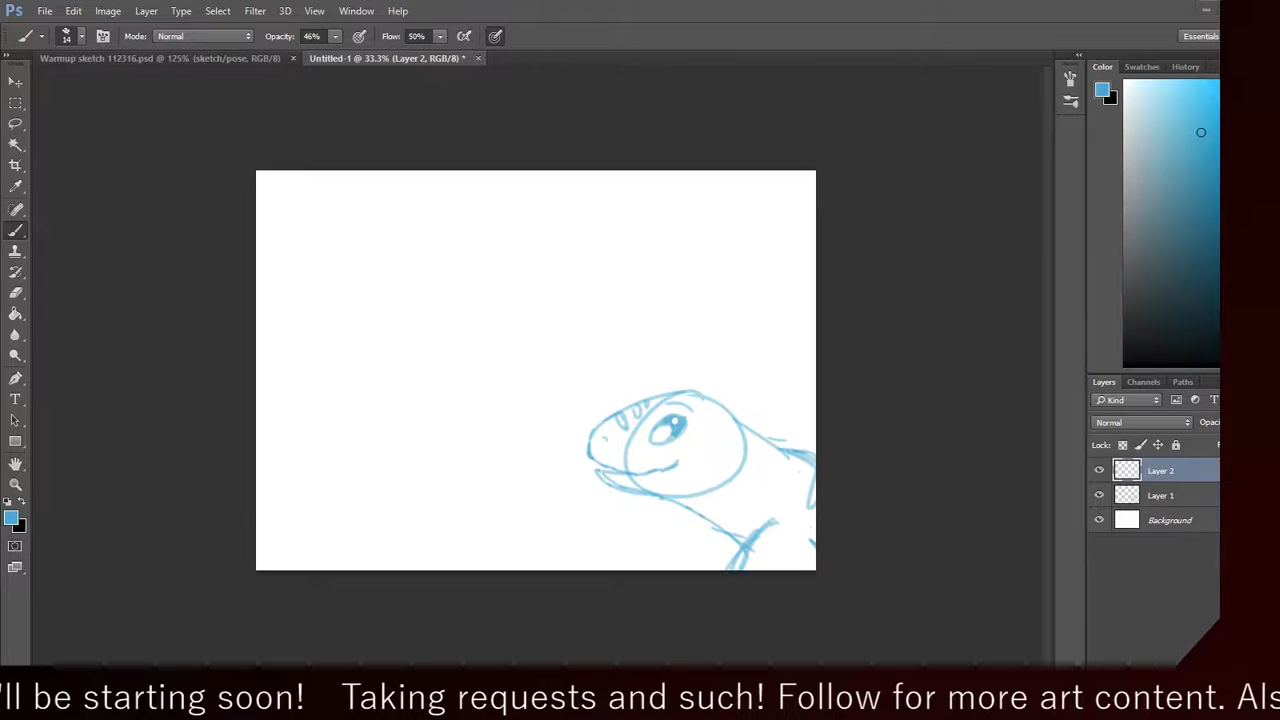 Ps File Edit Image Layer Type Select Filter 3D View Window Help
14 Mode: Normal Opacity: 46% Flow: 50% Essentials
Warmup sketch 112316.psd @ 125% (sketch/pose, RGB/8) × Untitled-1 @ 33.3% (Layer 2, RGB/8) * ×
Color Swatches History
Layers Channels Paths
Kind T
Normal Opac
Lock:
Layer 2
Layer 1
Background
'll be starting soon! Taking requests and such! Follow for more art content. Als